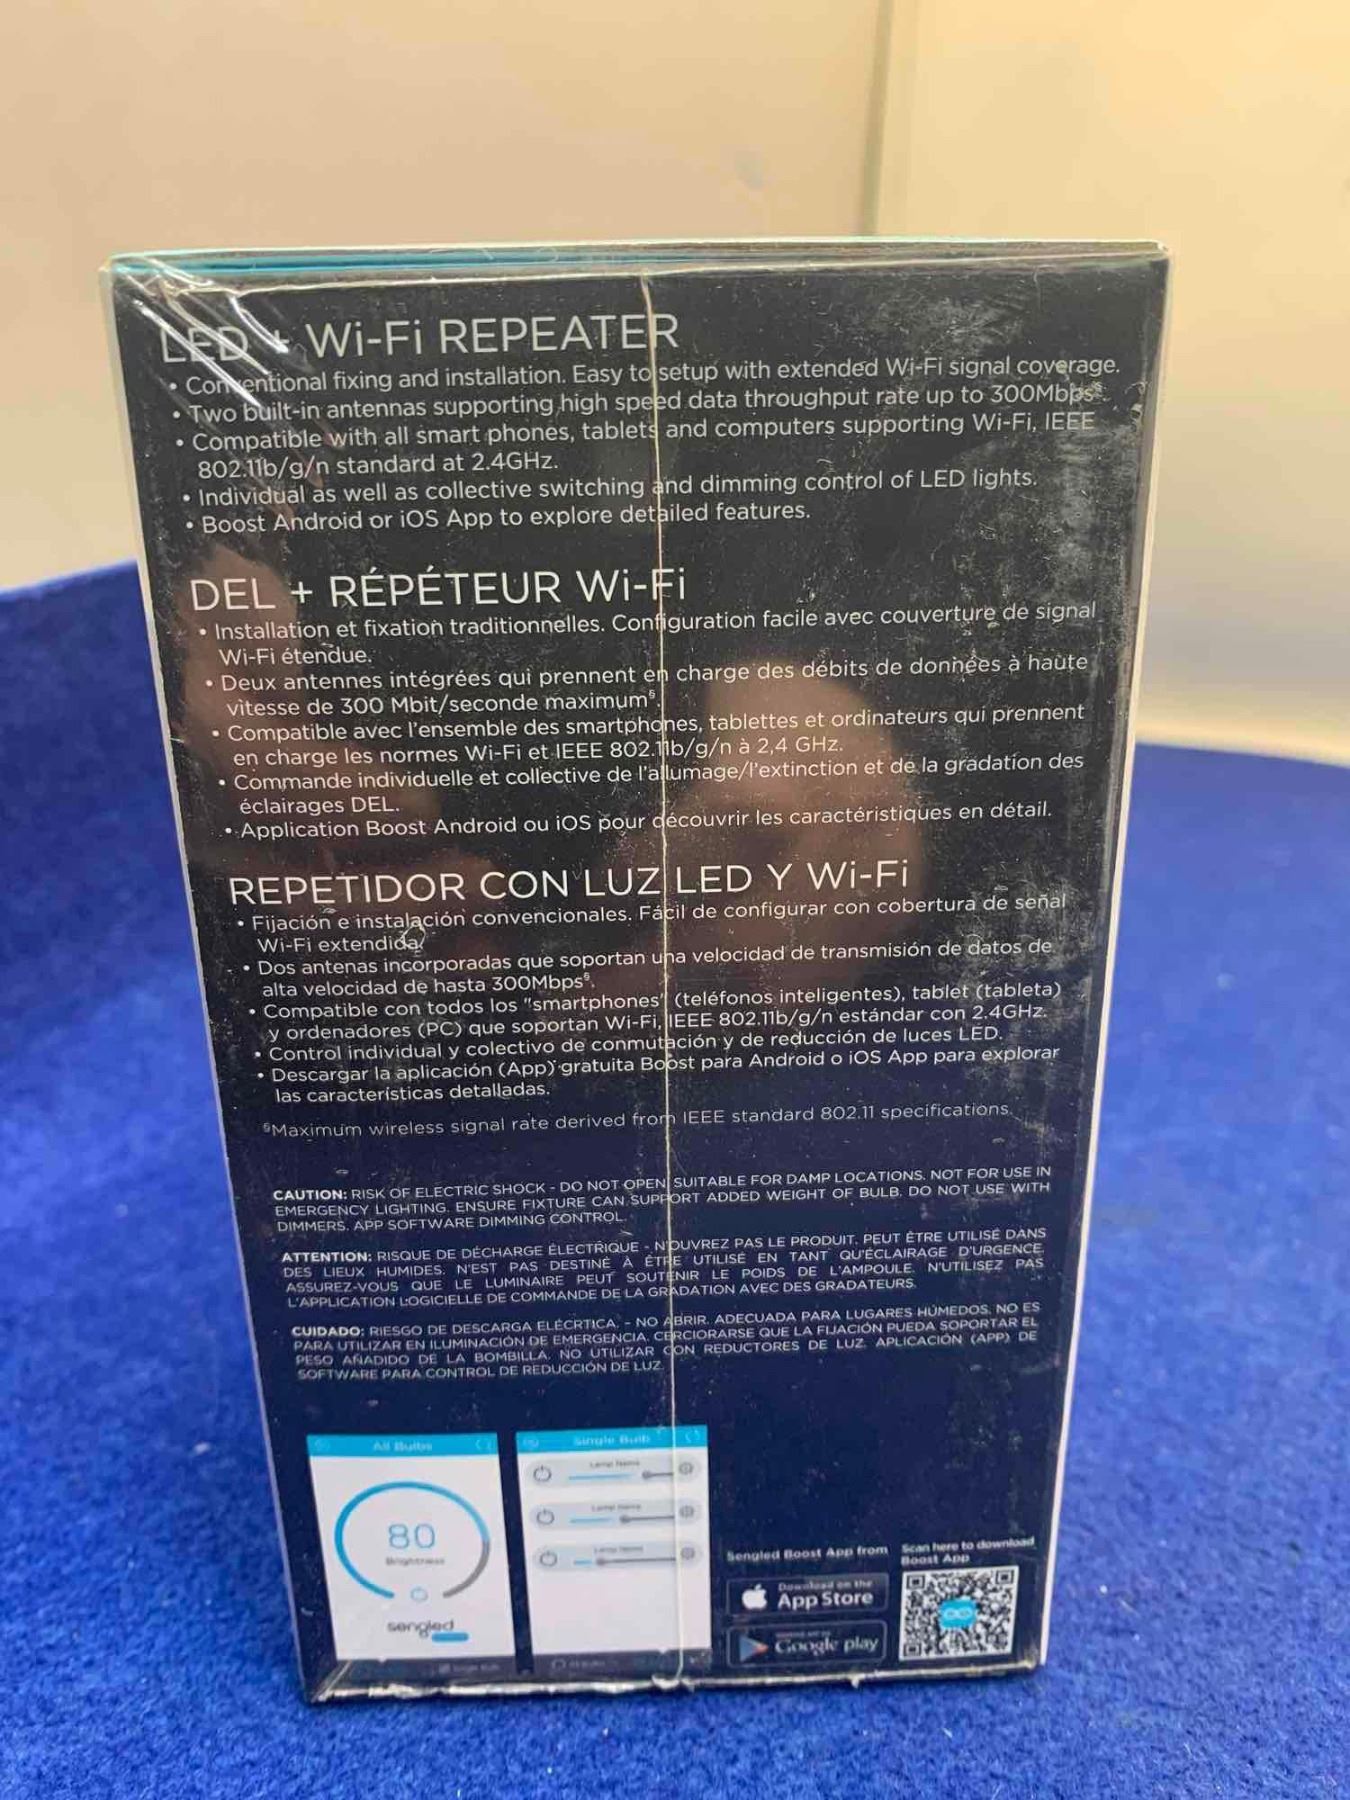 LED + Wi-Fi REPEATER
• Conventional fixing and installation. Easy to setup with extended Wi-Fi signal coverage.
• Two built-in antennas supporting high speed data throughput rate up to 300Mbps§.
• Compatible with all smart phones, tablets and computers supporting Wi-Fi, IEEE
802.11b/g/n standard at 2.4GHz.
• Individual as well as collective switching and dimming control of LED lights.
• Boost Android or iOS App to explore detailed features.
DEL + RÉPÉTEUR Wi-Fi
• Installation et fixation traditionnelles. Configuration facile avec couverture de signal
Wi-Fi étendue.
• Deux antennes intégrées qui prennent en charge des débits de données à haute
vitesse de 300 Mbit/seconde maximum§.
• Compatible avec l'ensemble des smartphones, tablettes et ordinateurs qui prennent
en charge les normes Wi-Fi et IEEE 802.11b/g/n à 2,4 GHz.
• Commande individuelle et collective de l'allumage/l'extinction et de la gradation des
éclairages DEL.
• Application Boost Android ou iOS pour découvrir les caractéristiques en détail.
REPETIDOR CON LUZ LED Y Wi-Fi
• Fijación e instalación convencionales. Fácil de configurar con cobertura de señal
Wi-Fi extendida.
• Dos antenas incorporadas que soportan una velocidad de transmisión de datos de
alta velocidad de hasta 300Mbps§.
• Compatible con todos los "smartphones" (teléfonos inteligentes), tablet (tableta)
y ordenadores (PC) que soportan Wi-Fi, IEEE 802.11b/g/n estándar con 2.4GHz.
• Control individual y colectivo de conmutación y de reducción de luces LED.
• Descargar la aplicación (App) gratuita Boost para Android o iOS App para explorar
las características detalladas.
§Maximum wireless signal rate derived from IEEE standard 802.11 specifications.
CAUTION: RISK OF ELECTRIC SHOCK - DO NOT OPEN. SUITABLE FOR DAMP LOCATIONS. NOT FOR USE IN
EMERGENCY LIGHTING. ENSURE FIXTURE CAN SUPPORT ADDED WEIGHT OF BULB. DO NOT USE WITH
DIMMERS. APP SOFTWARE DIMMING CONTROL.
ATTENTION: RISQUE DE DÉCHARGE ÉLECTRIQUE - N'OUVREZ PAS LE PRODUIT. PEUT ÊTRE UTILISÉ DANS
DES LIEUX HUMIDES. N'EST PAS DESTINÉ À ÊTRE UTILISÉ EN TANT QU'ÉCLAIRAGE D'URGENCE.
ASSUREZ-VOUS QUE LE LUMINAIRE PEUT SOUTENIR LE POIDS DE L'AMPOULE. N'UTILISEZ PAS
L'APPLICATION LOGICIELLE DE COMMANDE DE LA GRADATION AVEC DES GRADATEURS.
CUIDADO: RIESGO DE DESCARGA ELÉCRTICA. - NO ABRIR. ADECUADA PARA LUGARES HÚMEDOS. NO ES
PARA UTILIZAR EN ILUMINACIÓN DE EMERGENCIA. CERCIORARSE QUE LA FIJACIÓN PUEDA SOPORTAR EL
PESO AÑADIDO DE LA BOMBILLA. NO UTILIZAR CON REDUCTORES DE LUZ. APLICACIÓN (APP) DE
SOFTWARE PARA CONTROL DE REDUCCIÓN DE LUZ.
All Bulbs
80
Brightness
sengled
Single Bulb
Lamp Name
Lamp Name
Lamp Name
Sengled Boost App from
Download on the
App Store
Google play
Scan here to download
Boost App